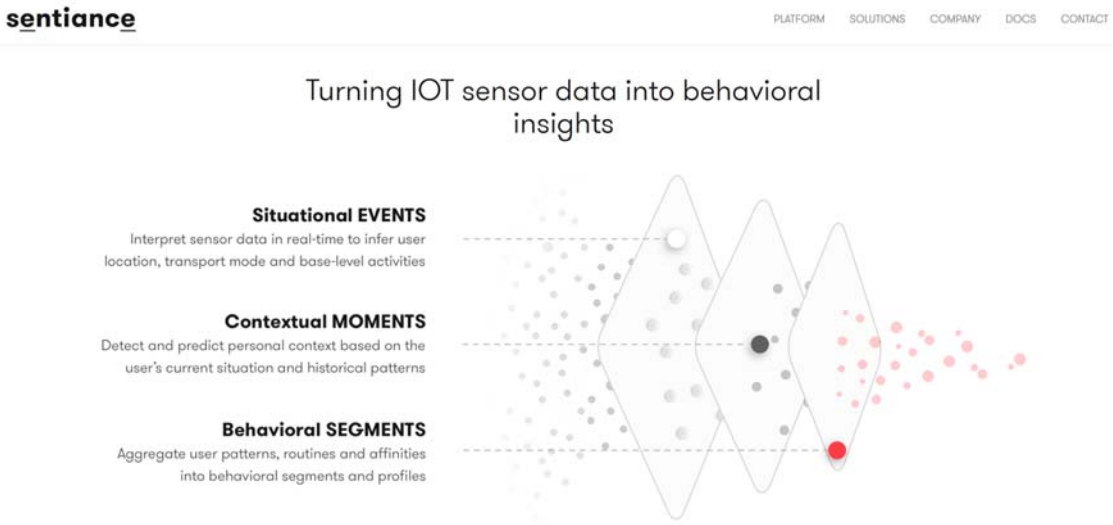 sentiance
PLATFORM SOLUTIONS COMPANY DOCS CONTACT
Turning IOT sensor data into behavioral
insights
Situational EVENTS
Interpret sensor data in real-time to infer user
location, transport mode and base-level activities
Contextual MOMENTS
Detect and predict personal context based on the
user's current situation and historical patterns
Behavioral SEGMENTS
Aggregate user patterns, routines and affinities
into behavioral segments and profiles